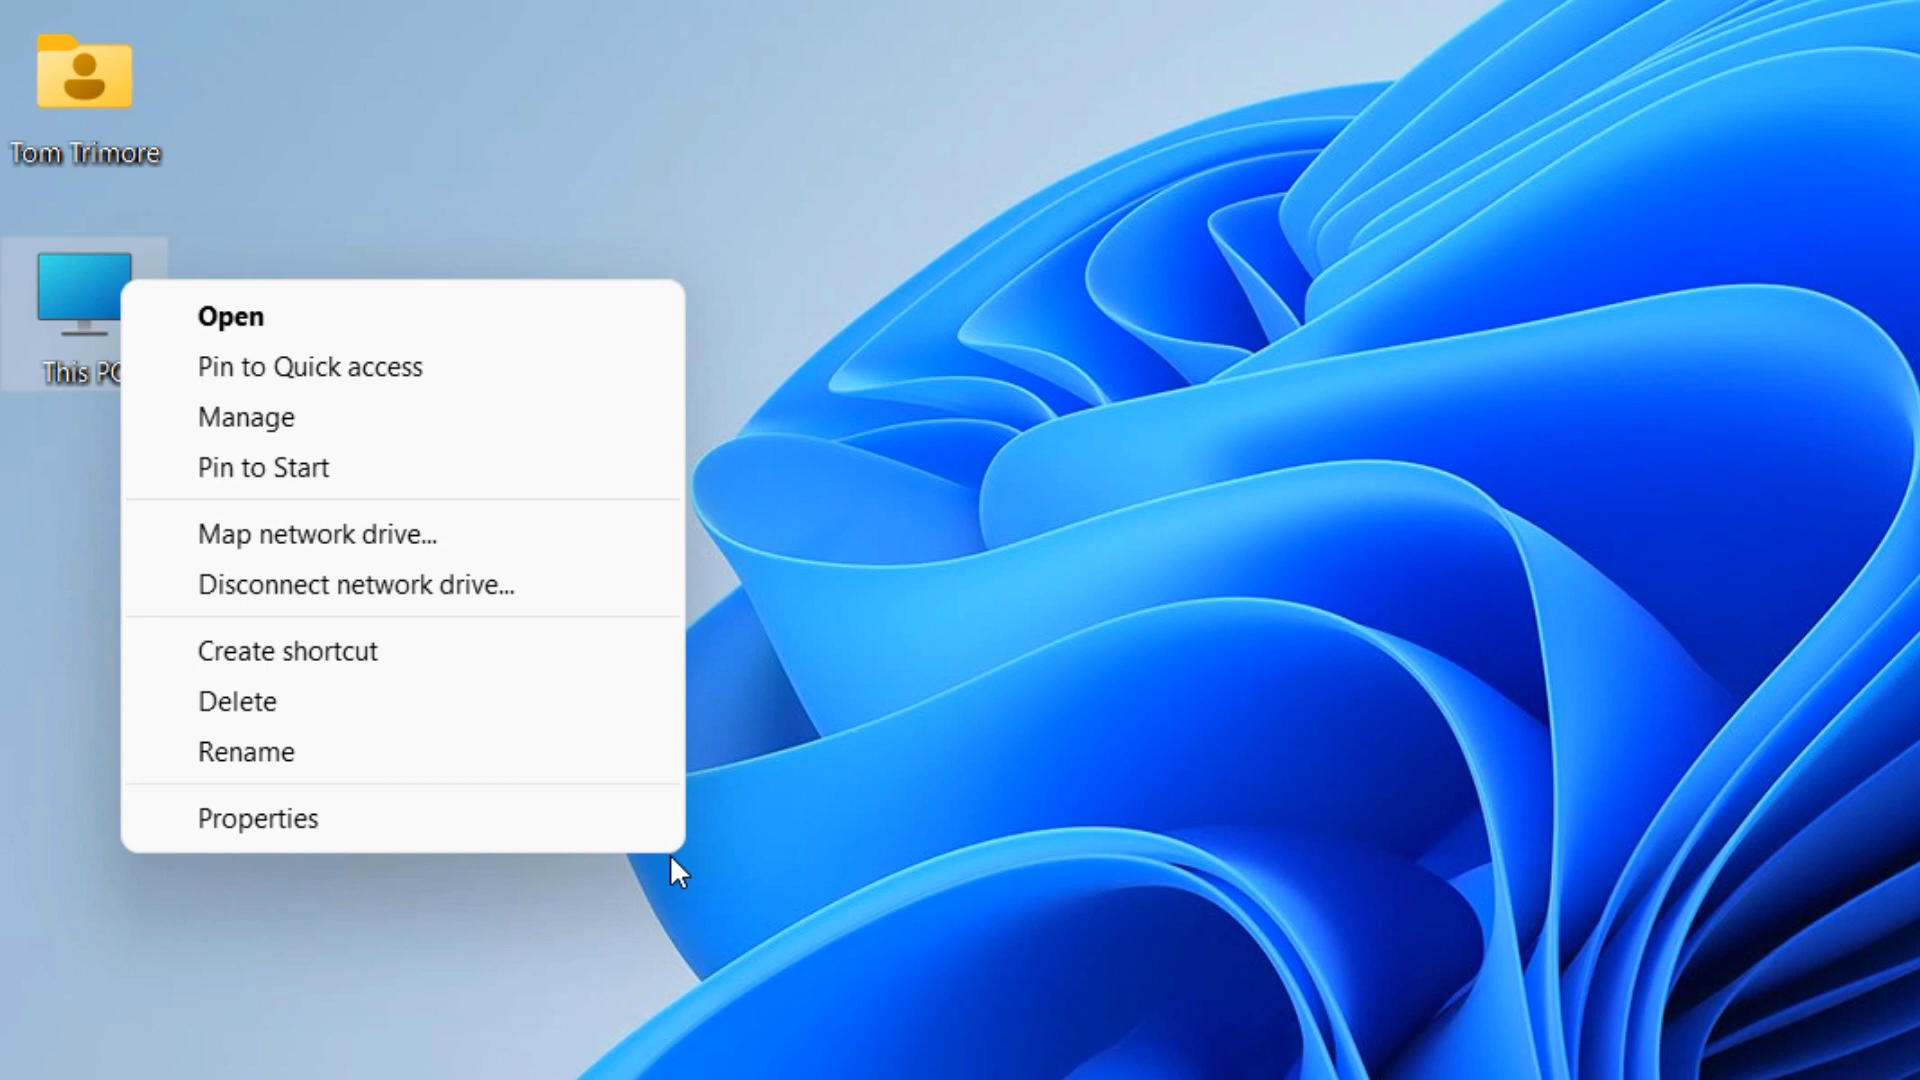 Tom Trimore
This PC
Open
Pin to Quick access
Manage
Pin to Start
Map network drive...
Disconnect network drive...
Create shortcut
Delete
Rename
Properties